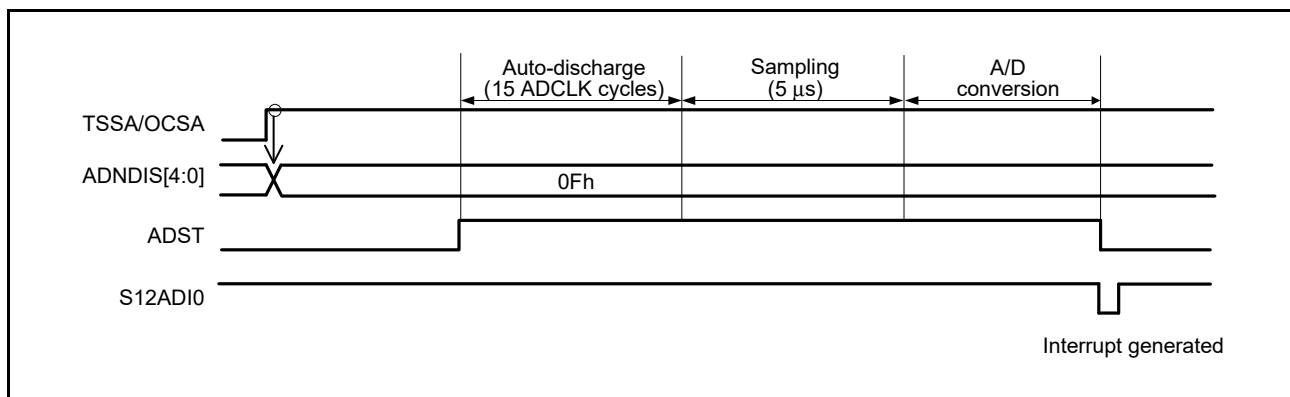 Auto-discharge
(15 ADCLK cycles)
Sampling
(5 μs)
A/D
conversion
TSSA/OCSA
ADNDIS[4:0]
0Fh
ADST
S12ADI0
Interrupt generated